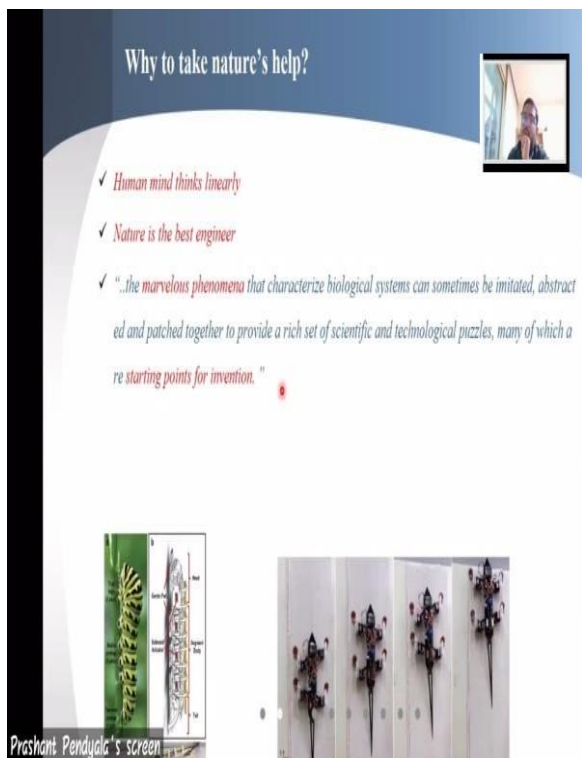 Why to take nature's help?
✓ Human mind thinks linearly
✓ Nature is the best engineer
✓ “..the marvelous phenomena that characterize biological systems can sometimes be imitated, abstract
ed and patched together to provide a rich set of scientific and technological puzzles, many of which a
re starting points for invention. ”
a
b
Head
Tail
Prashant Pendyala's screen